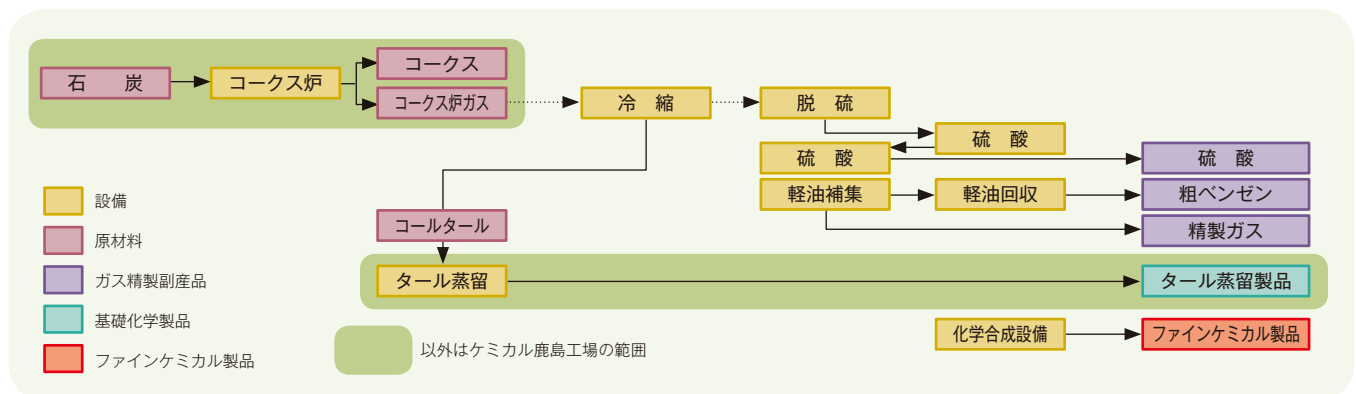 石　炭
コークス炉
コークス
コークス炉ガス
冷　縮
脱　硫
硫　酸
硫　酸
硫　酸
軽油補集
軽油回収
粗ベンゼン
精製ガス
コールタール
タール蒸留
タール蒸留製品
化学合成設備
ファインケミカル製品
設備
原材料
ガス精製副産品
基礎化学製品
ファインケミカル製品
以外はケミカル鹿島工場の範囲